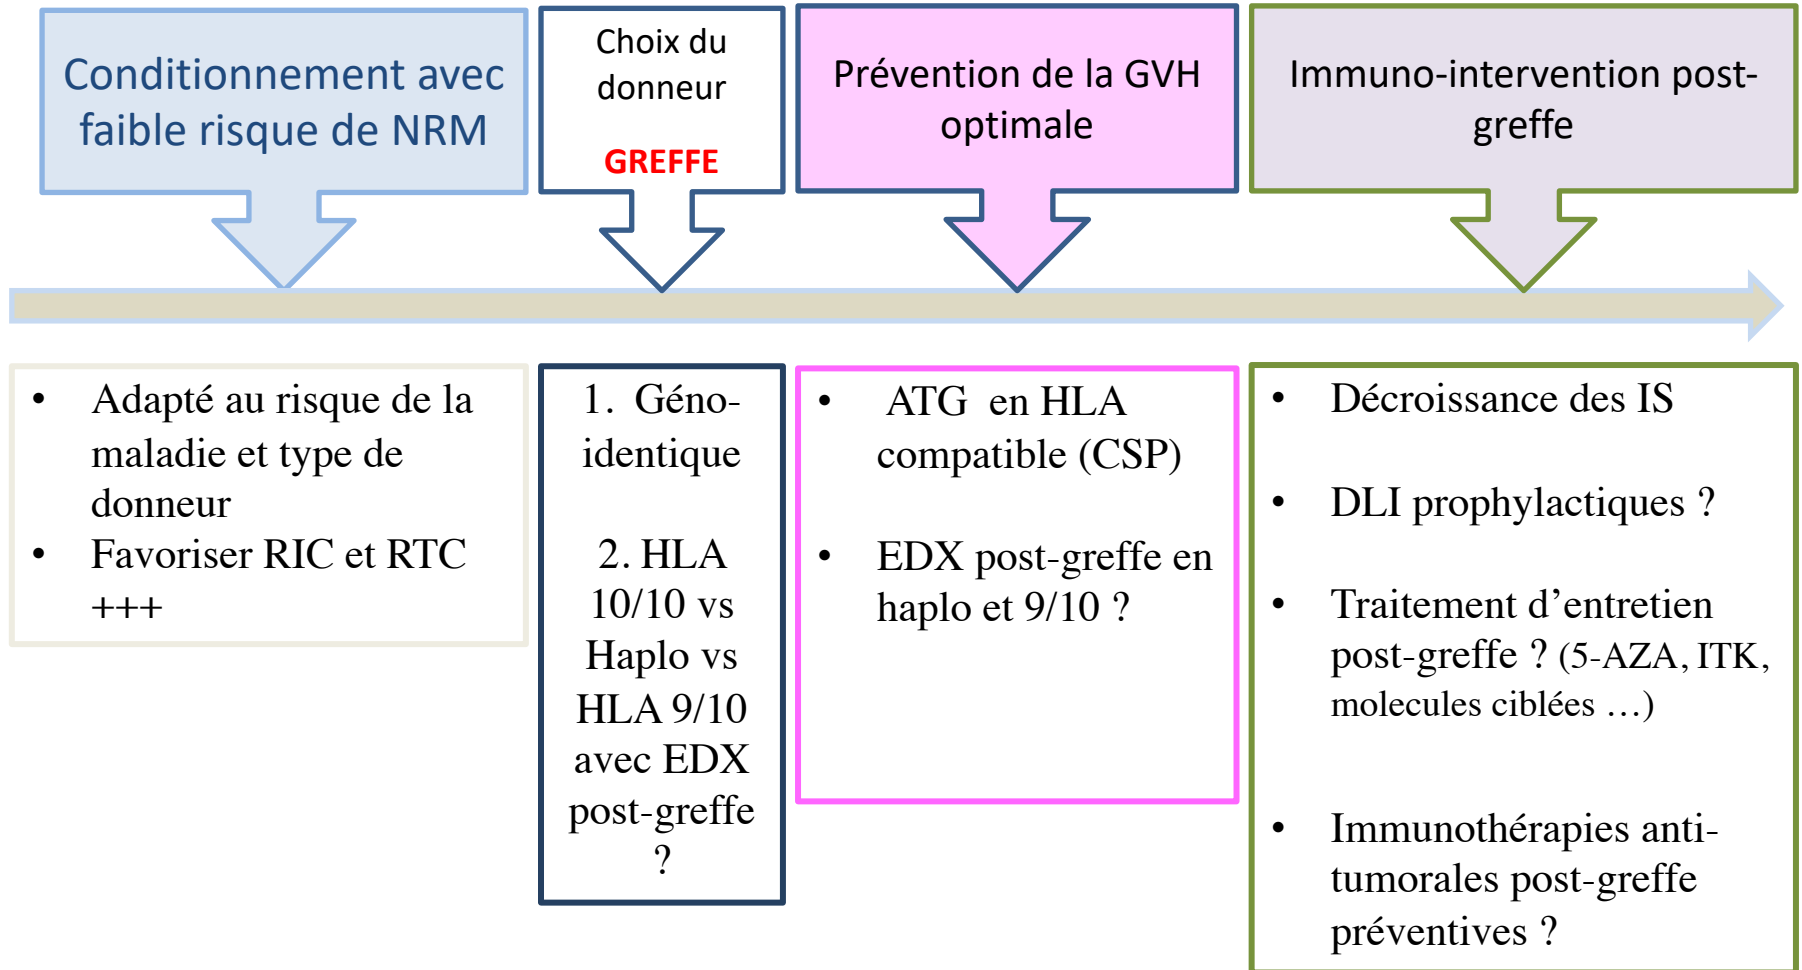 Conditionnement avec
faible risque de NRM
Choix du
donneur
GREFFE
Prévention de la GVH
optimale
Immuno-intervention post-
greffe
• Adapté au risque de la
maladie et type de
donneur
• Favoriser RIC et RTC
+++
1. Géno-
identique
2. HLA
10/10 vs
Haplo vs
HLA 9/10
avec EDX
post-greffe
?
• ATG en HLA
compatible (CSP)
• EDX post-greffe en
haplo et 9/10 ?
• Décroissance des IS
• DLI prophylactiques ?
• Traitement d’entretien
post-greffe ? (5-AZA, ITK,
molecules ciblées …)
• Immunothérapies anti-
tumorales post-greffe
préventives ?